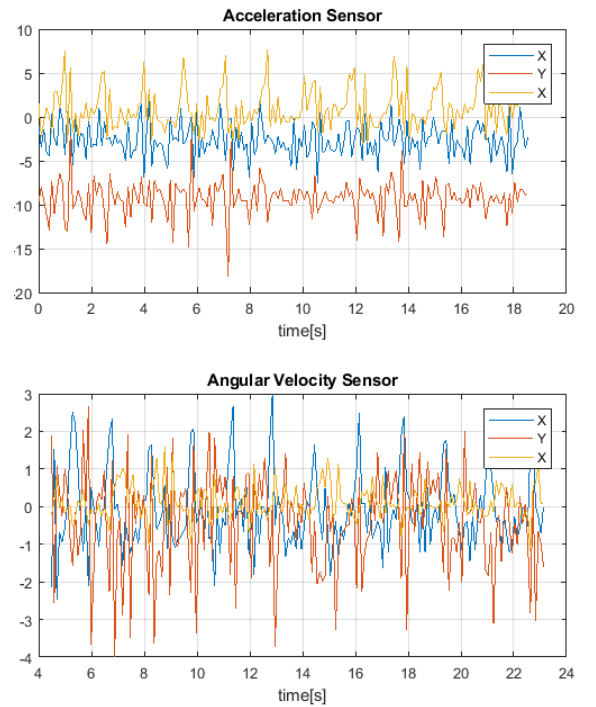 Acceleration Sensor
10
5
0
-5
-10
-15
-20
0 2 4 6 8 10 12 14 16 18 20
time[s]
X
Y
X
Angular Velocity Sensor
3
2
1
0
-1
-2
-3
-4
4 6 8 10 12 14 16 18 20 22 24
time[s]
X
Y
X